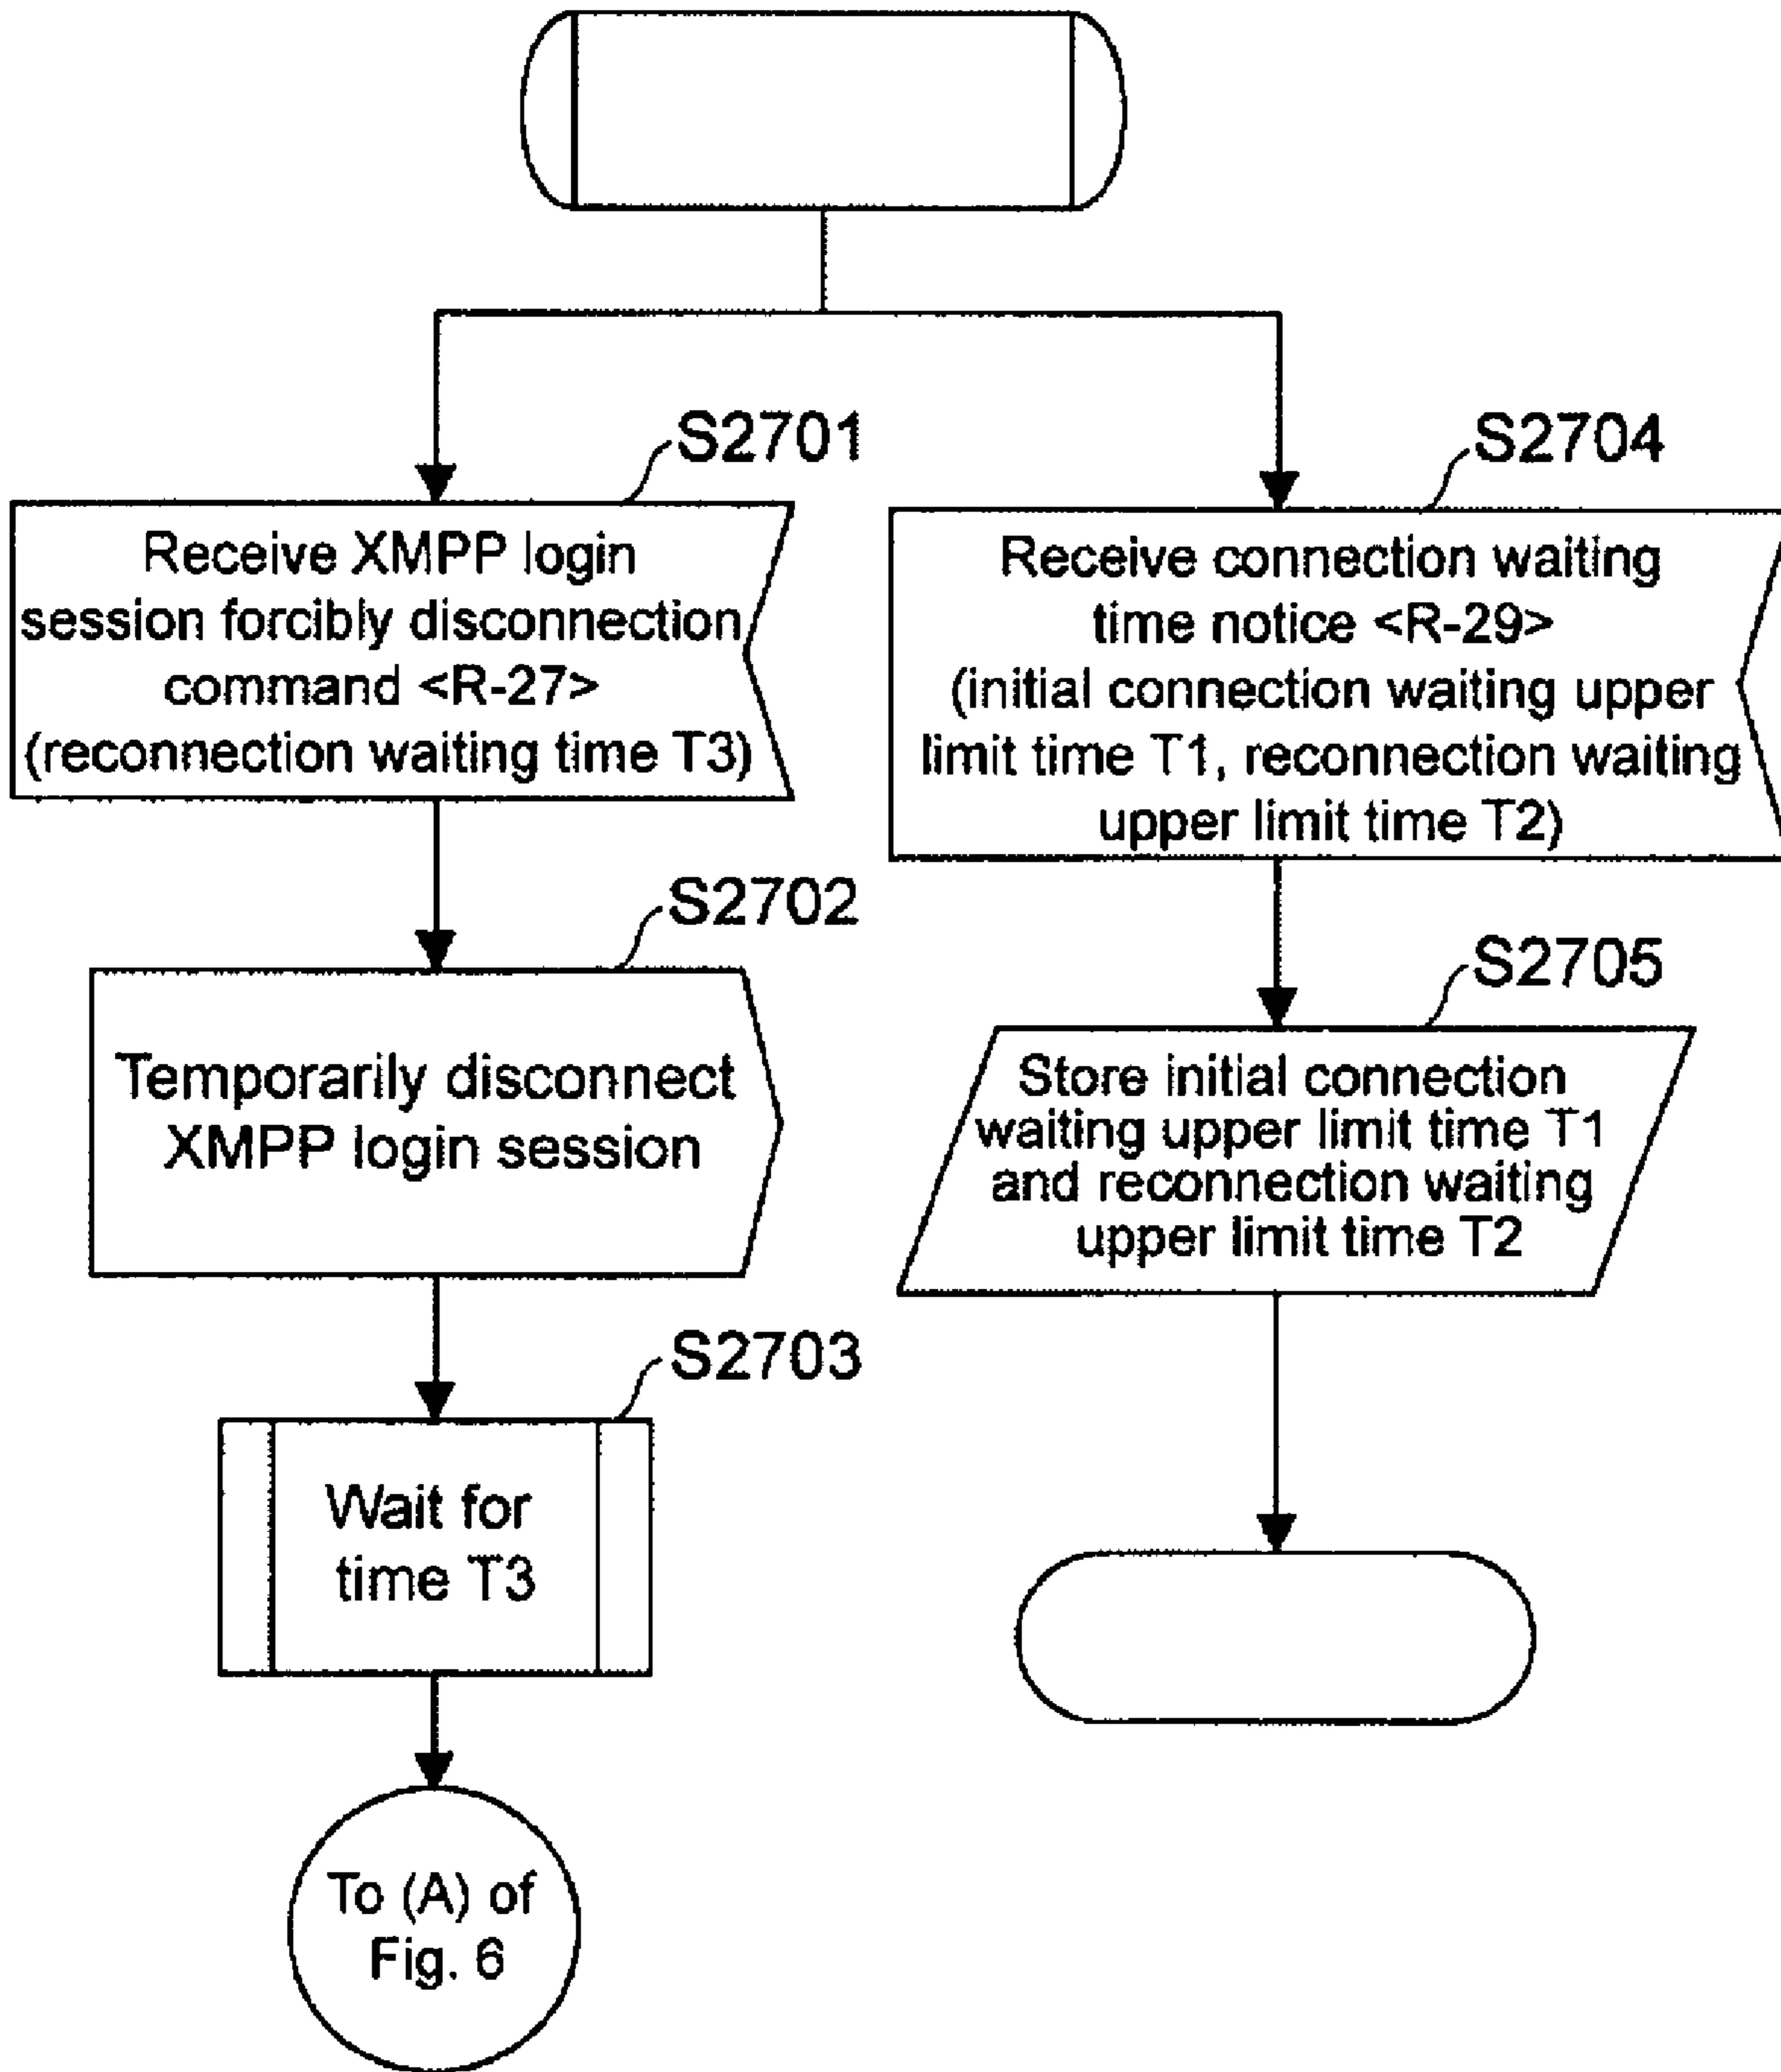 S2701
Receive XMPP login
session forcibly disconnection
command <R-27>
(reconnection waiting time T3)
S2702
Temporarily disconnect
XMPP login session
S2703
Wait for
time T3
To (A) of
Fig. 6
S2704
Receive connection waiting
time notice <R-29>
(initial connection waiting upper
limit time T1, reconnection waiting
upper limit time T2)
S2705
Store initial connection
waiting upper limit time T1
and reconnection waiting
upper limit time T2